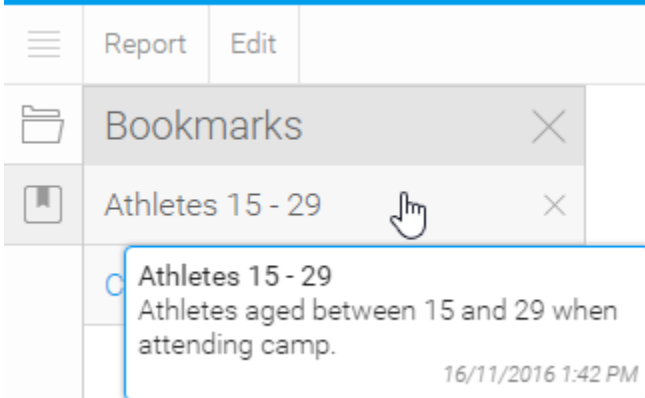 Report Edit
Bookmarks
Athletes 15 - 29
C
Athletes 15 - 29
Athletes aged between 15 and 29 when
attending camp.
16/11/2016 1:42 PM